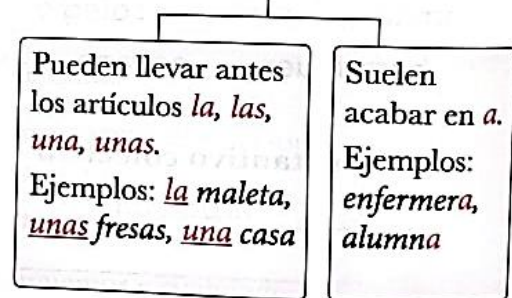 Pueden llevar antes
los artículos la, las,
una, unas.
Ejemplos: la maleta,
unas fresas, una casa
Suelen
acabar en a.
Ejemplos:
enfermera,
alumna